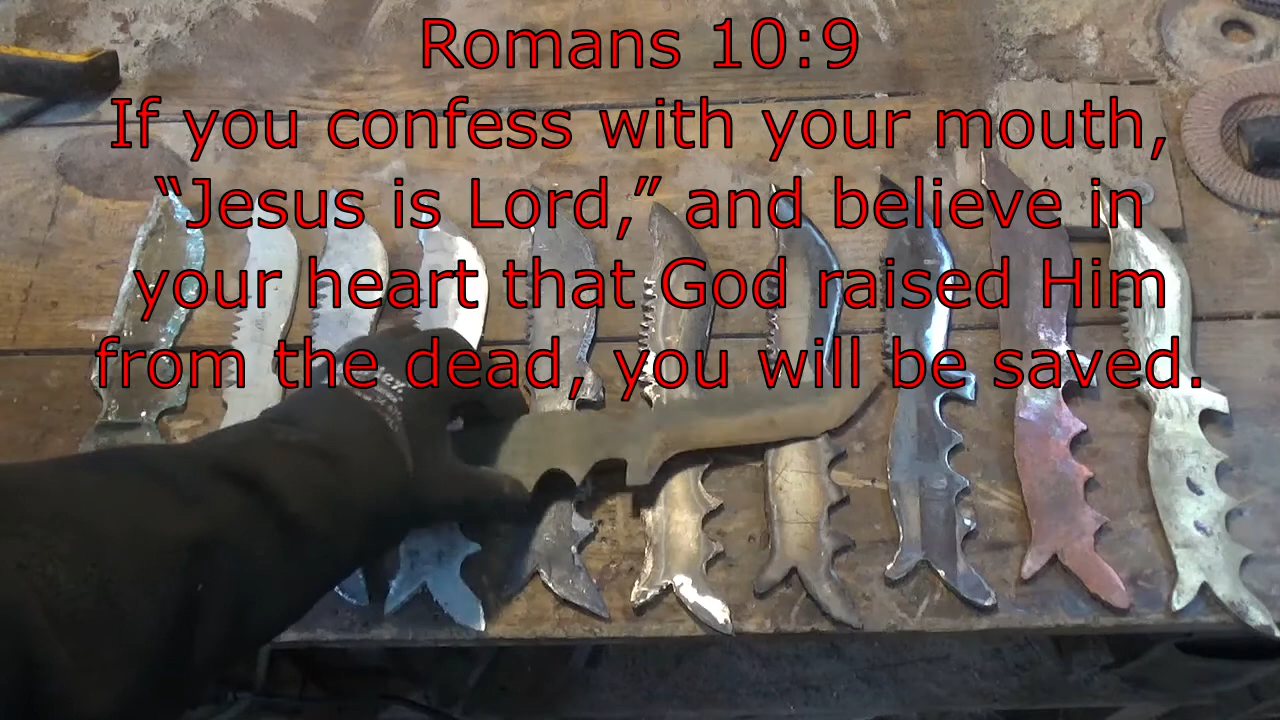 Romans 10:9
If you confess with your mouth,
“Jesus is Lord,” and believe in
your heart that God raised Him
from the dead, you will be saved.